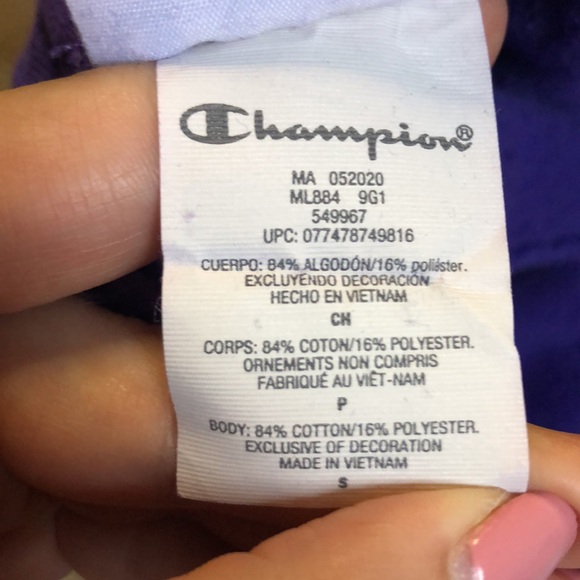 Champion®
MA 052020
ML884 9G1
549967
UPC: 077478749816
CUERPO: 84% ALGODÓN/16% poliéster.
EXCLUYENDO DECORACIÓN
HECHO EN VIETNAM
CH
CORPS: 84% COTON/16% POLYESTER.
ORNEMENTS NON COMPRIS
FABRIQUÉ AU VIÊT-NAM
P
BODY: 84% COTTON/16% POLYESTER.
EXCLUSIVE OF DECORATION
MADE IN VIETNAM
S